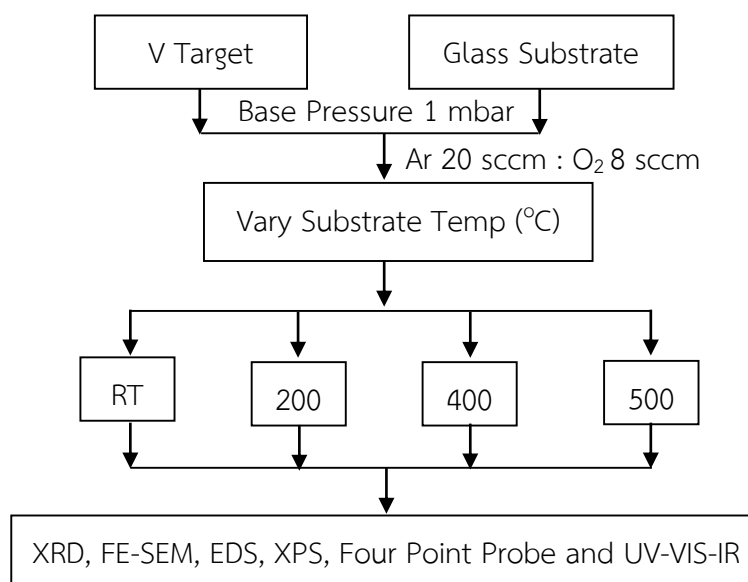 V Target
Glass Substrate
Base Pressure 1 mbar
Ar 20 sccm : O₂ 8 sccm
Vary Substrate Temp (°C)
RT
200
400
500
XRD, FE-SEM, EDS, XPS, Four Point Probe and UV-VIS-IR